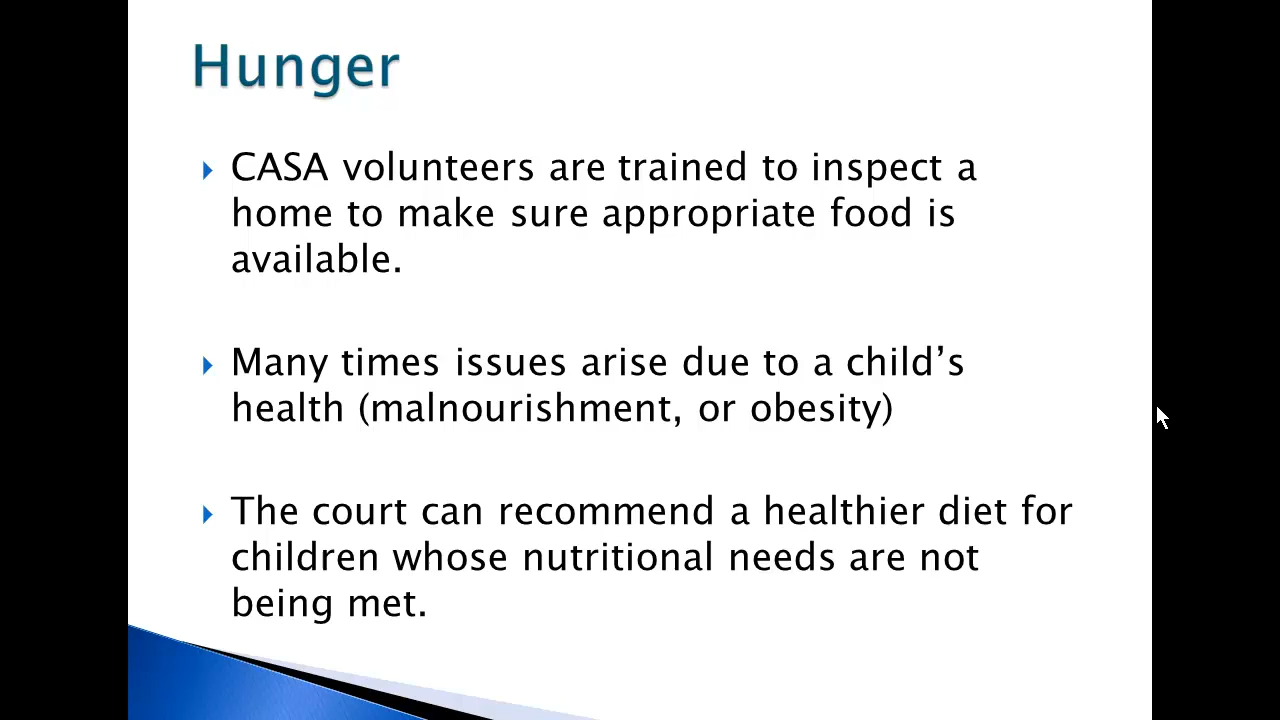 Hunger
CASA volunteers are trained to inspect a
home to make sure appropriate food is
available.
Many times issues arise due to a child’s
health (malnourishment, or obesity)
The court can recommend a healthier diet for
children whose nutritional needs are not
being met.